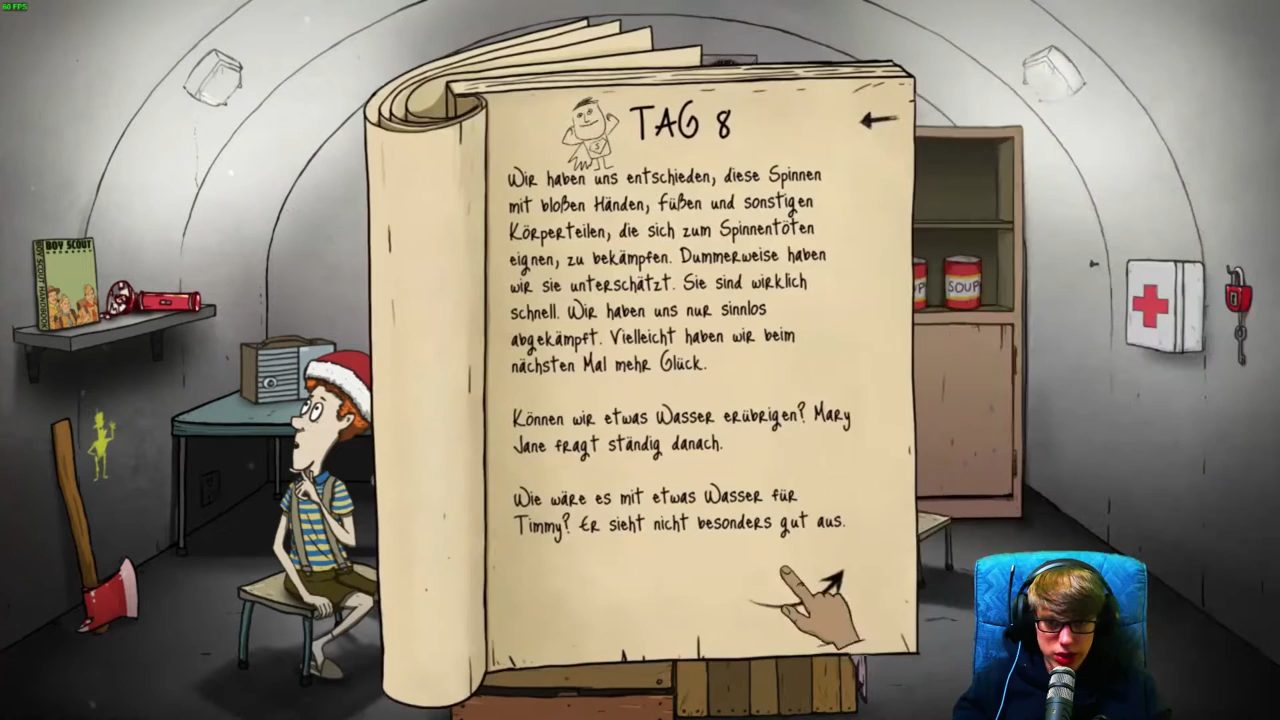 60 FPS
TAG 8
Wir haben uns entschieden, diese Spinnen
mit bloßen Händen, Füßen und sonstigen
Körperteilen, die sich zum Spinnentöten
eignen, zu bekämpfen. Dummerweise haben
wir sie unterschätzt. Sie sind wirklich
schnell. Wir haben uns nur sinnlos
abgekämpft. Vielleicht haben wir beim
nächsten Mal mehr Glück.
Können wir etwas Wasser erübrigen? Mary
Jane fragt ständig danach.
Wie wäre es mit etwas Wasser für
Timmy? Er sieht nicht besonders gut aus.
BOY SCOUT
BOY SCOUT HANDBOOK
SOUP